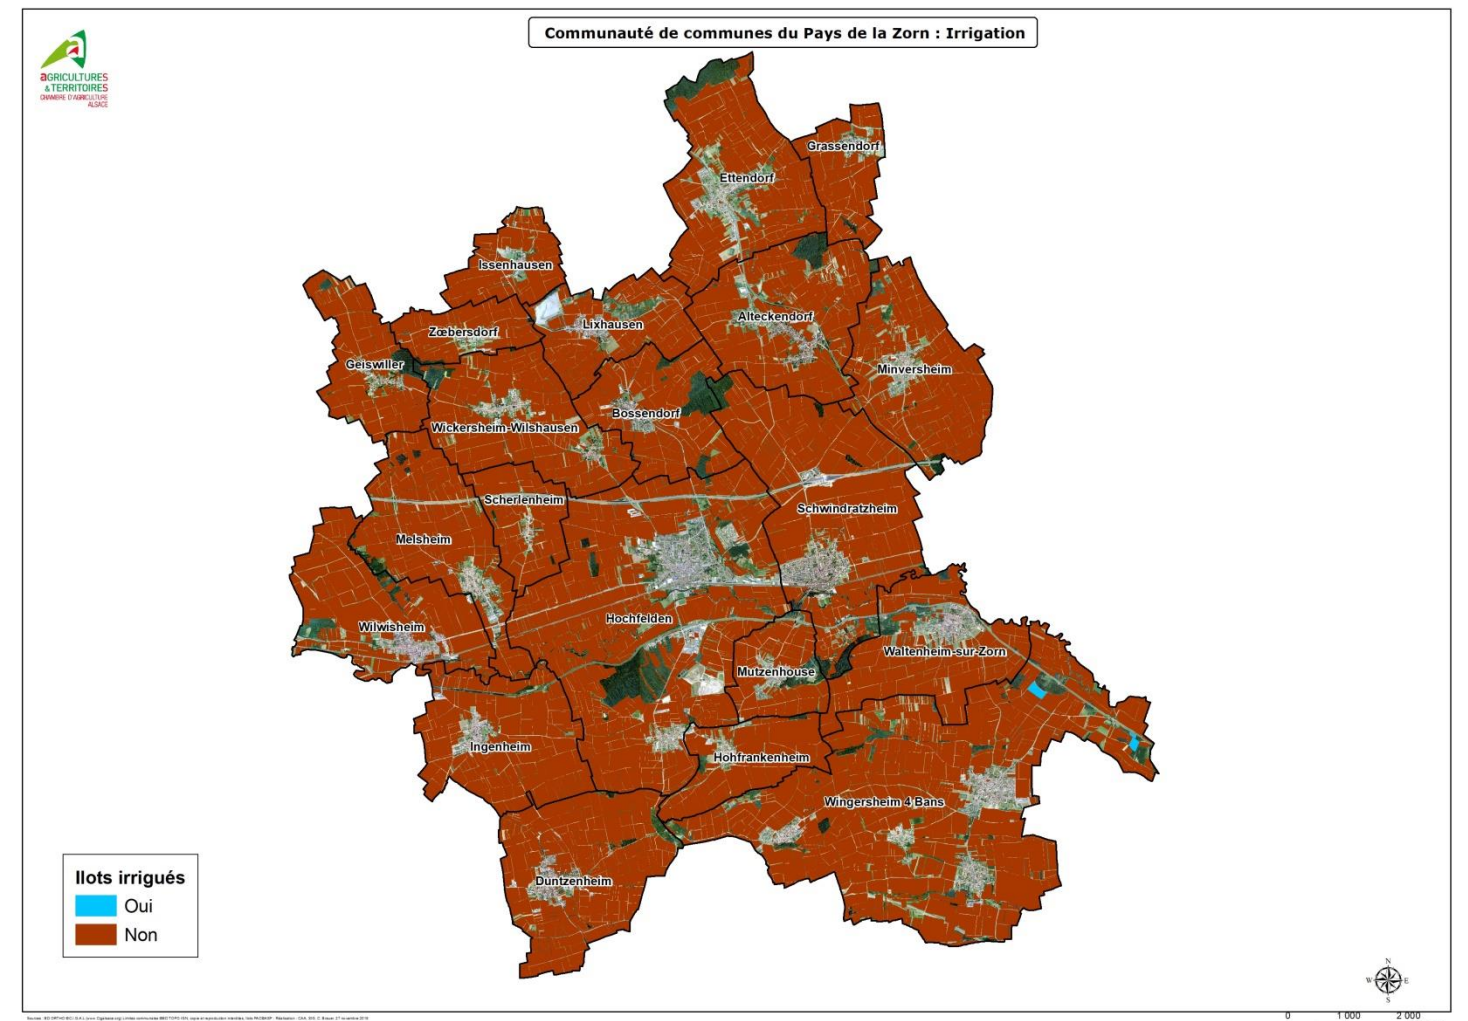 Communauté de communes du Pays de la Zorn : Irrigation
aGRICULTURES
& TERRITOIRES
CHAMBRE D'AGRICULTURE
ALSACE
Grassendorf
Ettendorf
Issenhausen
Alteckendorf
Lixhausen
Zœbersdorf
Geiswiller
Minversheim
Bossendorf
Wickersheim-Wilshausen
Scherlenheim
Schwindratzheim
Melsheim
Hochfelden
Wilwisheim
Waltenheim-sur-Zorn
Mutzenhouse
Ingenheim
Hohfrankenheim
Wingersheim 4 Bans
Duntzenheim
Ilots irrigués
Oui
Non
N
W E
S
0 1 000 2 000